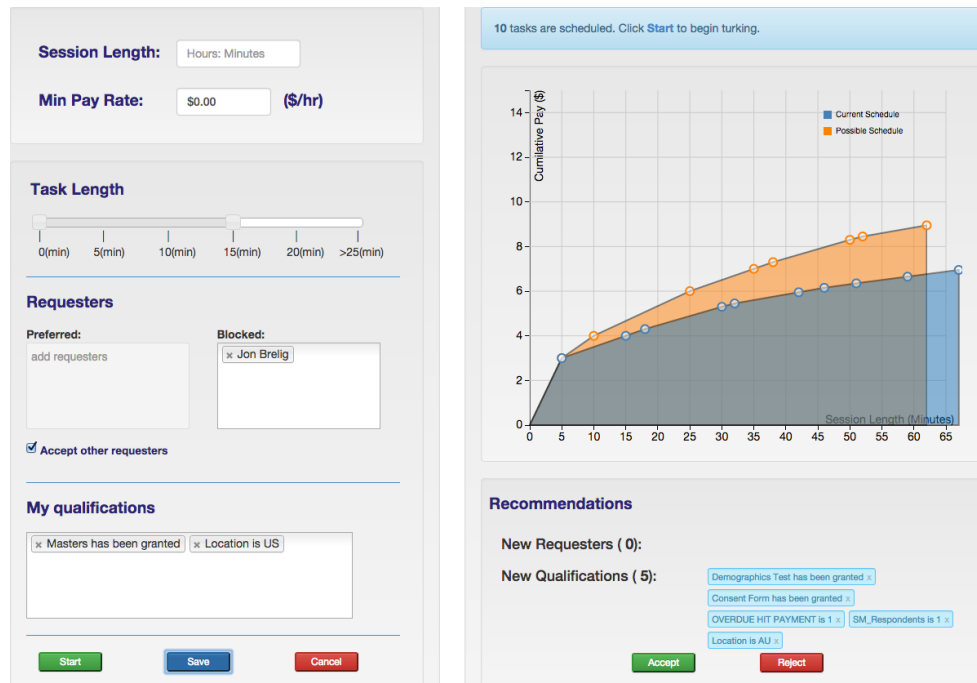 Session Length: Hours: Minutes
Min Pay Rate: $0.00 ($/hr)
Task Length
0(min) 5(min) 10(min) 15(min) 20(min) >25(min)
Requesters
Preferred: Blocked:
add requesters × Jon Brelig
Accept other requesters
My qualifications
× Masters has been granted × Location is US
Start Save Cancel
10 tasks are scheduled. Click Start to begin turking.
Cumilative Pay ($)
14
12
10
8
6
4
2
0
Current Schedule
Possible Schedule
Session Length (Minutes)
0 5 10 15 20 25 30 35 40 45 50 55 60 65
Recommendations
New Requesters ( 0):
New Qualifications ( 5): Demographics Test has been granted x
Consent Form has been granted x
OVERDUE HIT PAYMENT is 1 x SM_Respondents is 1 x
Location is AU x
Accept Reject